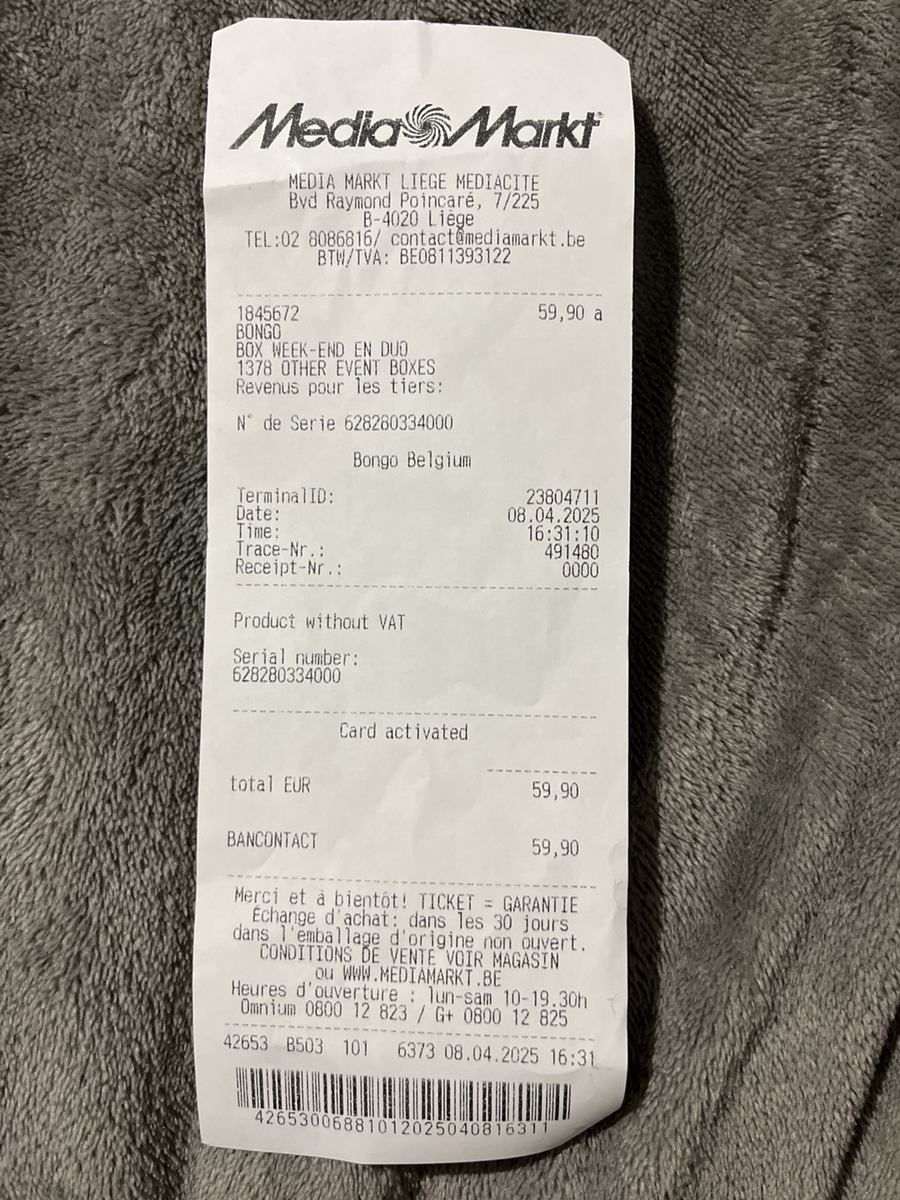 Media Markt
MEDIA MARKT LIEGE MEDIACITE
Bvd Raymond Poincaré, 7/225
B-4020 Liège
TEL:02 8086816/ contact@mediamarkt.be
BTW/TVA: BE0811393122
1845672 59,90 a
BONGO
BOX WEEK-END EN DUO
1378 OTHER EVENT BOXES
Revenus pour les tiers:
N° de Serie 628280334000
Bongo Belgium
TerminalID: 23804711
Date: 08.04.2025
Time: 16:31:10
Trace-Nr.: 491480
Receipt-Nr.: 0000
Product without VAT
Serial number:
628280334000
Card activated
total EUR 59,90
BANCONTACT 59,90
Merci et à bientôt! TICKET = GARANTIE
Échange d'achat: dans les 30 jours
dans l'emballage d'origine non ouvert.
CONDITIONS DE VENTE VOIR MAGASIN
ou WWW.MEDIAMARKT.BE
Heures d'ouverture : lun-sam 10-19.30h
Omnium 0800 12 823 / G+ 0800 12 825
42653 B503 101 6373 08.04.2025 16:31
4265300688101202504081631​1